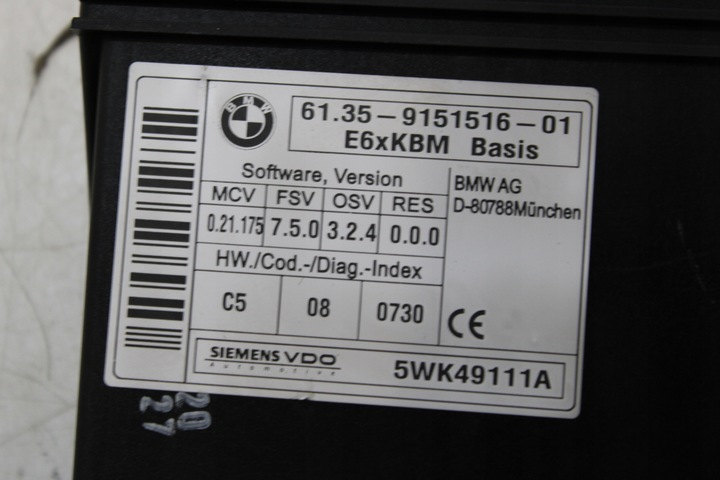 BMW
61.35-9151516-01
E6xKBM Basis
Software, Version
MCV FSV OSV RES
0.21.175 7.5.0 3.2.4 0.0.0
HW./Cod.-/Diag.-Index
C5 08 0730
BMW AG
D-80788München
CE
SIEMENS VDO
Automotive
5WK49111A
20
27